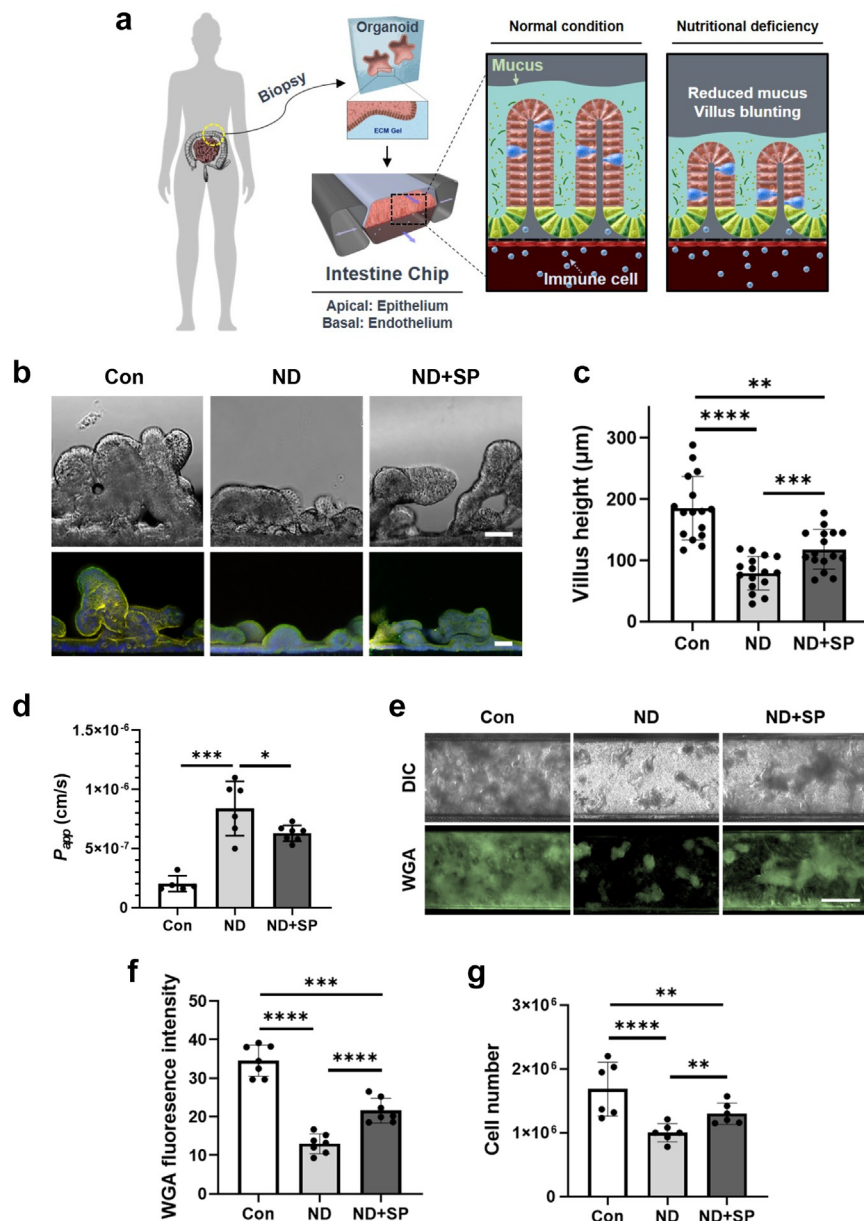 a
Organoid
Biopsy
ECM Gel
Intestine Chip
Apical: Epithelium
Basal: Endothelium
Normal condition
Mucus
Immune cell
Nutritional deficiency
Reduced mucus
Villus blunting
b
Con
ND
ND+SP
c
**
****
***
Villus height (μm)
300
200
100
0
Con
ND
ND+SP
d
1.5×10-6
1×10-6
5×10-7
0
Papp (cm/s)
***
*
Con
ND
ND+SP
e
Con
ND
ND+SP
DIC
WGA
f
WGA fluoresence intensity
50
40
30
20
10
0
***
****
****
Con
ND
ND+SP
g
Cell number
3×10⁶
2×10⁶
1×10⁶
0
**
****
**
Con
ND
ND+SP